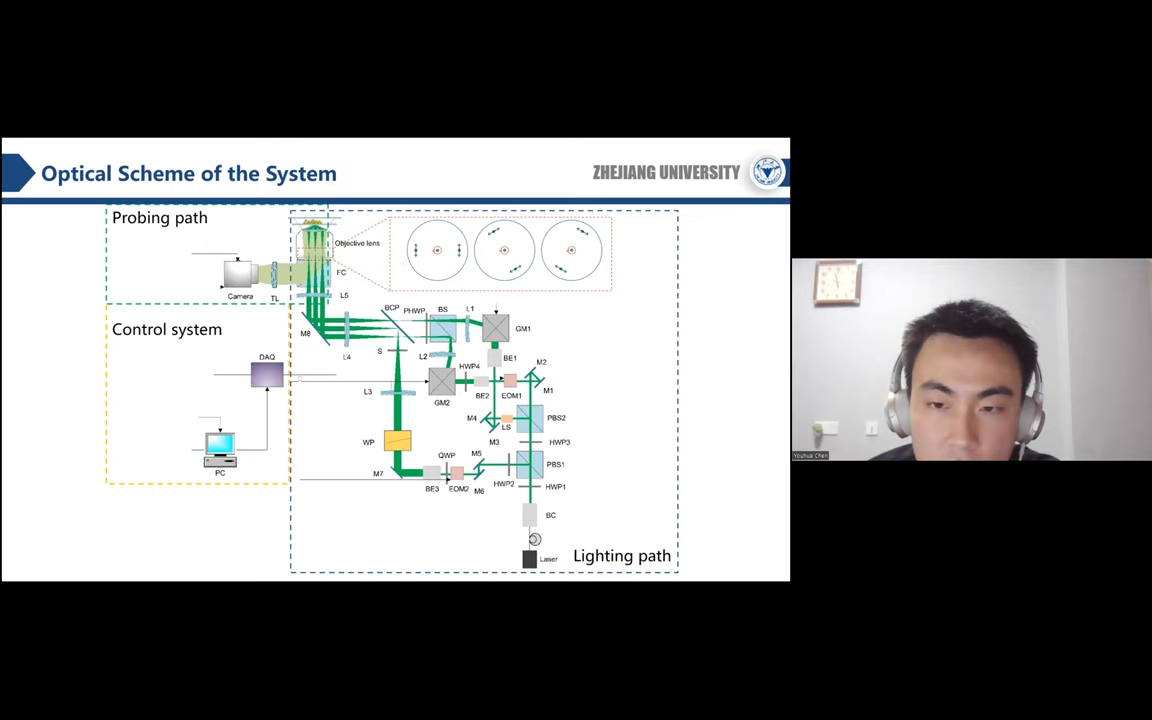 Optical Scheme of the System
ZHEJIANG UNIVERSITY
Probing path
Objective lens
FC
Camera
TL
L5
Control system
M8
L4
BCP
PHWP
BS
L1
GM1
S
L2
BE1
M2
HWP4
DAQ
L3
GM2
BE2
EOM1
M1
M4
LS
PBS2
M3
WP
HWP3
PC
QWP
M5
PBS1
M7
BE3
EOM2
M6
HWP2
HWP1
BC
Lighting path
Laser
Youhua Chen